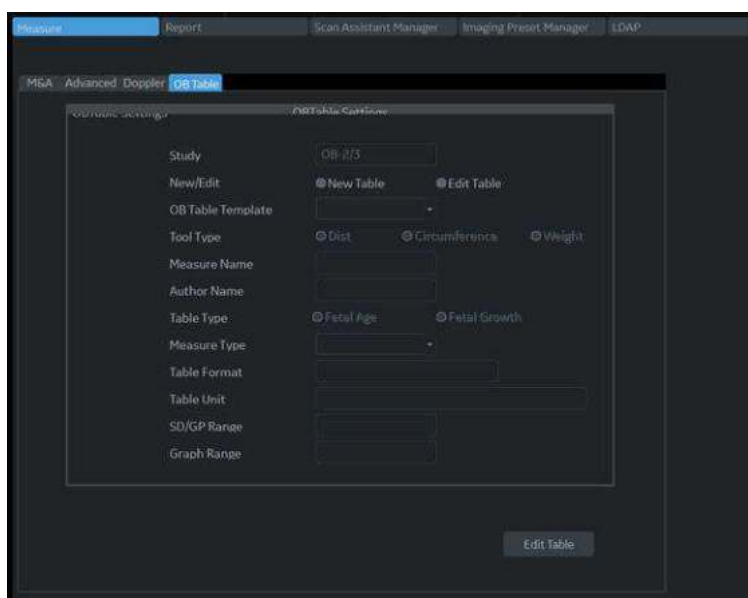 Measure Report Scan Assistant Manager Imaging Preset Manager LDAP
M&A Advanced Doppler OB Table
OBTable Settings OBTable Settings
Study OB-2/3
New/Edit New Table Edit Table
OB Table Template
Tool Type Dist Circumference Weight
Measure Name
Author Name
Table Type Fetal Age Fetal Growth
Measure Type
Table Format
Table Unit
SD/GP Range
Graph Range
Edit Table